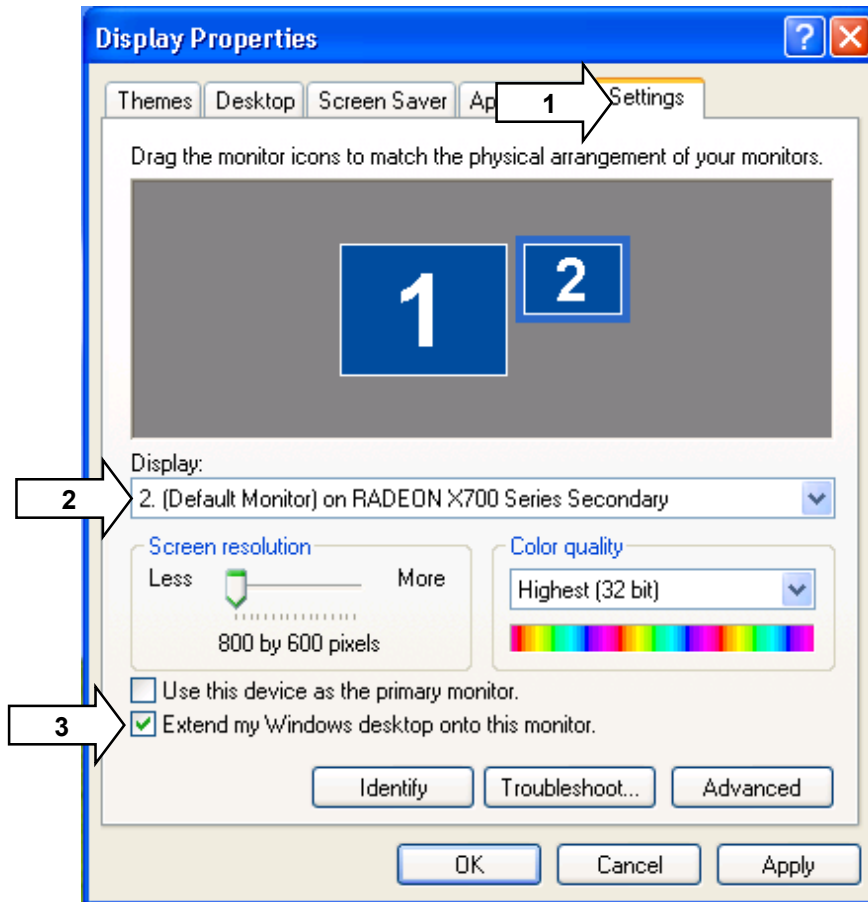 Display Properties
Themes Desktop Screen Saver Ap 1 Settings
Drag the monitor icons to match the physical arrangement of your monitors.
1 2
Display:
2 2. (Default Monitor) on RADEON X700 Series Secondary
Screen resolution
Less More
800 by 600 pixels
Color quality
Highest (32 bit)
Use this device as the primary monitor.
3 Extend my Windows desktop onto this monitor.
Identify Troubleshoot... Advanced
OK Cancel Apply